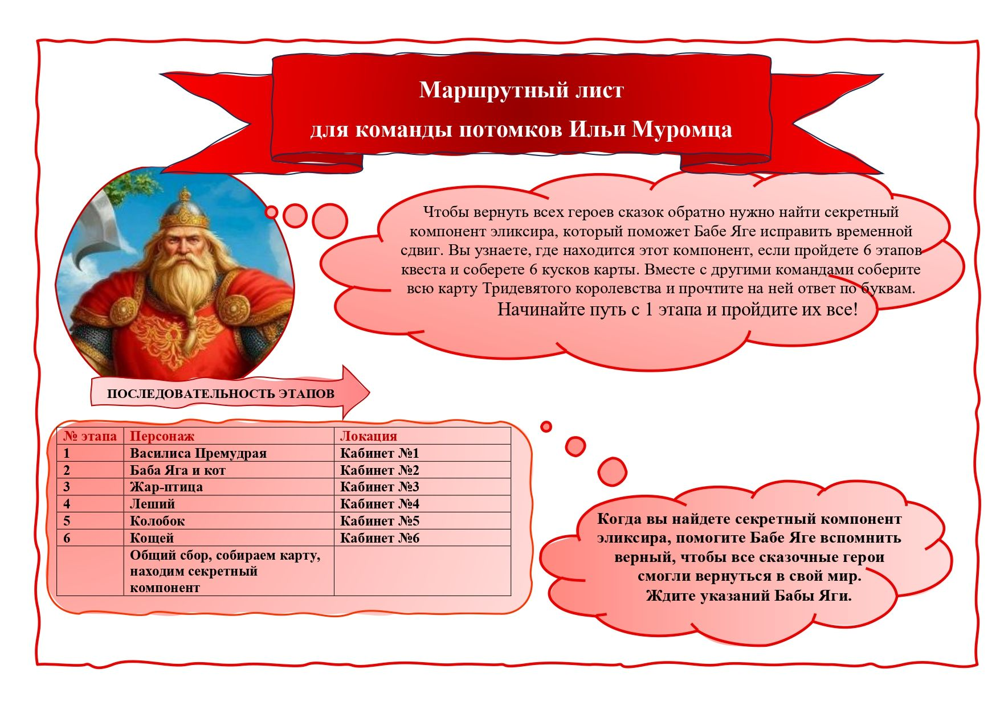 Маршрутный лист
для команды потомков Ильи Муромца
Чтобы вернуть всех героев сказок обратно нужно найти секретный
компонент эликсира, который поможет Бабе Яге исправить временной
сдвиг. Вы узнаете, где находится этот компонент, если пройдете 6 этапов
квеста и соберете 6 кусков карты. Вместе с другими командами соберите
всю карту Тридевятого королевства и прочтите на ней ответ по буквам.
Начинайте путь с 1 этапа и пройдите их все!
ПОСЛЕДОВАТЕЛЬНОСТЬ ЭТАПОВ
№ этапа Персонаж Локация
1 Василиса Премудрая Кабинет №1
2 Баба Яга и кот Кабинет №2
3 Жар-птица Кабинет №3
4 Леший Кабинет №4
5 Колобок Кабинет №5
6 Кощей Кабинет №6
Общий сбор, собираем карту,
находим секретный
компонент
Когда вы найдете секретный компонент
эликсира, помогите Бабе Яге вспомнить
верный, чтобы все сказочные герои
смогли вернуться в свой мир.
Ждите указаний Бабы Яги.